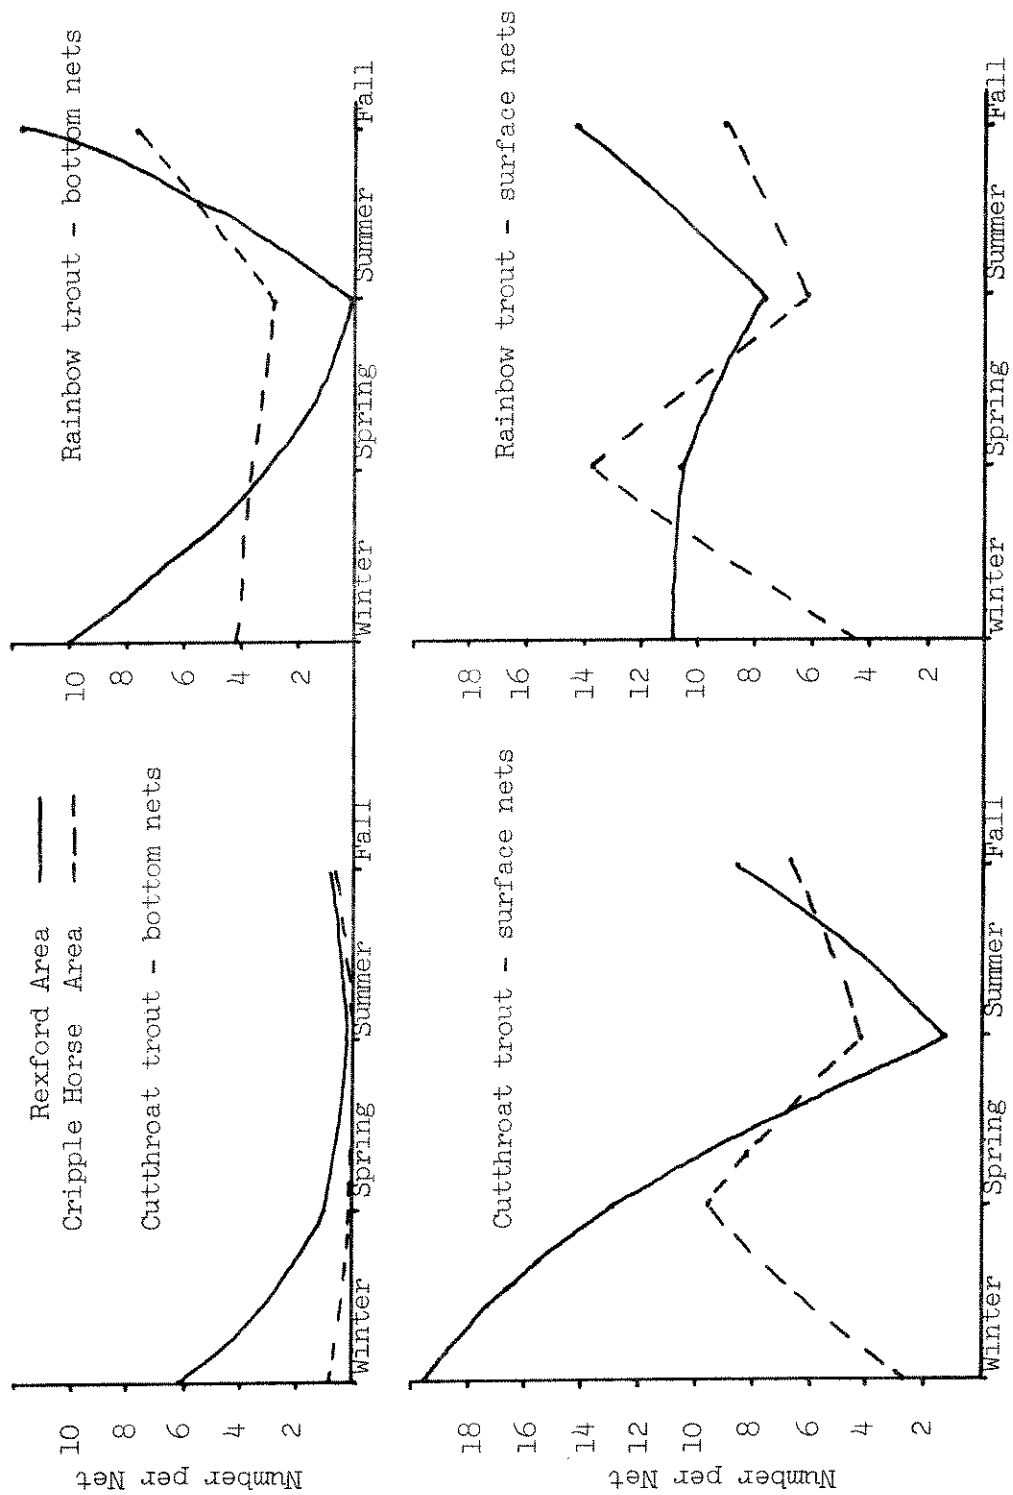 Rexford Area
Cripple Horse Area
Cutthroat trout - bottom nets
Number per Net
10
8
6
4
2
Winter
Spring
Summer
Fall
Rainbow trout - bottom nets
10
8
6
4
2
Winter
Spring
Summer
Fall
Cutthroat trout - surface nets
Number per Net
18
16
14
12
10
8
6
4
2
Winter
Spring
Summer
Fall
Rainbow trout - surface nets
18
16
14
12
10
8
6
4
2
winter
Spring
Summer
Fall